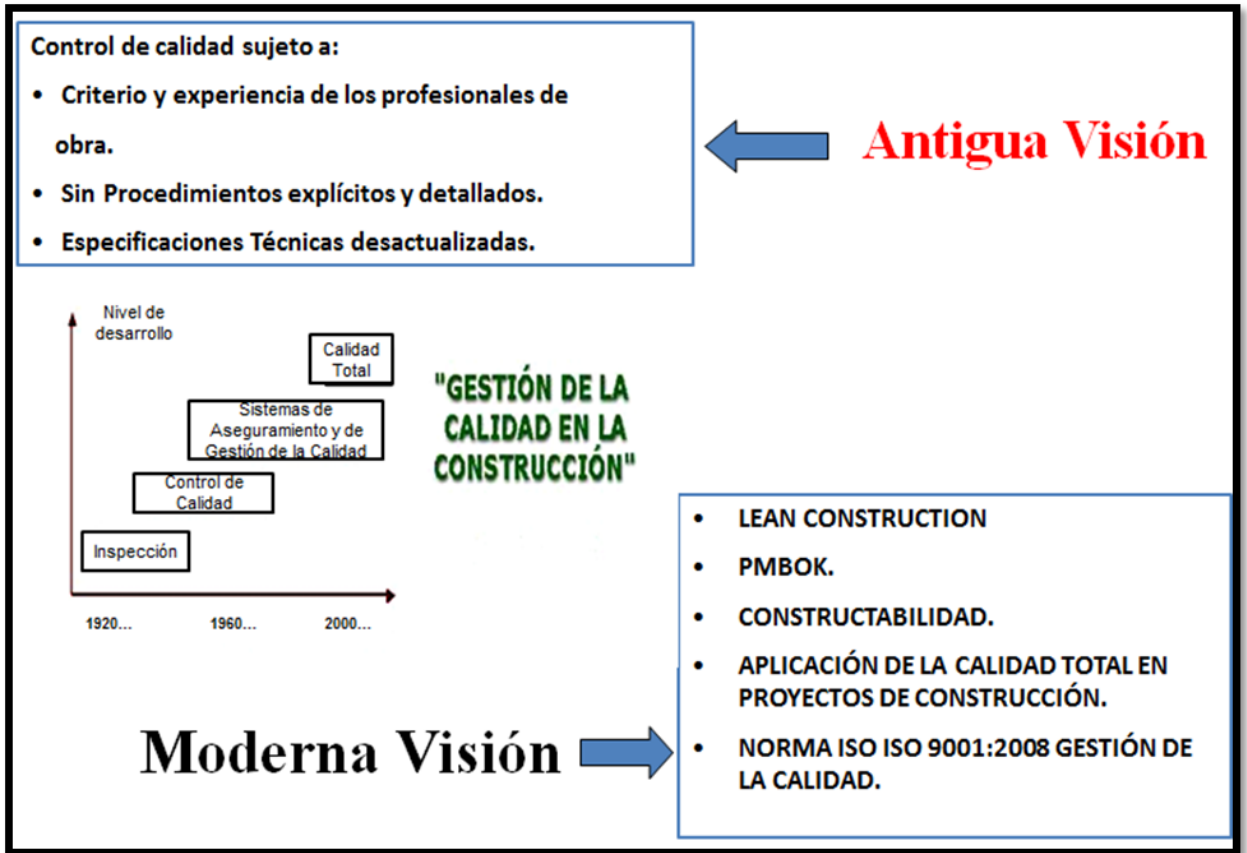 Control de calidad sujeto a:
• Criterio y experiencia de los profesionales de
obra.
• Sin Procedimientos explícitos y detallados.
• Especificaciones Técnicas desactualizadas.
Antigua Visión
Nivel de
desarrollo
Calidad
Total
Sistemas de
Aseguramiento y de
Gestión de la Calidad
Control de
Calidad
Inspección
1920... 1960... 2000...
"GESTIÓN DE LA
CALIDAD EN LA
CONSTRUCCIÓN"
Moderna Visión
• LEAN CONSTRUCTION
• PMBOK.
• CONSTRUCTABILIDAD.
• APLICACIÓN DE LA CALIDAD TOTAL EN
PROYECTOS DE CONSTRUCCIÓN.
• NORMA ISO ISO 9001:2008 GESTIÓN DE
LA CALIDAD.